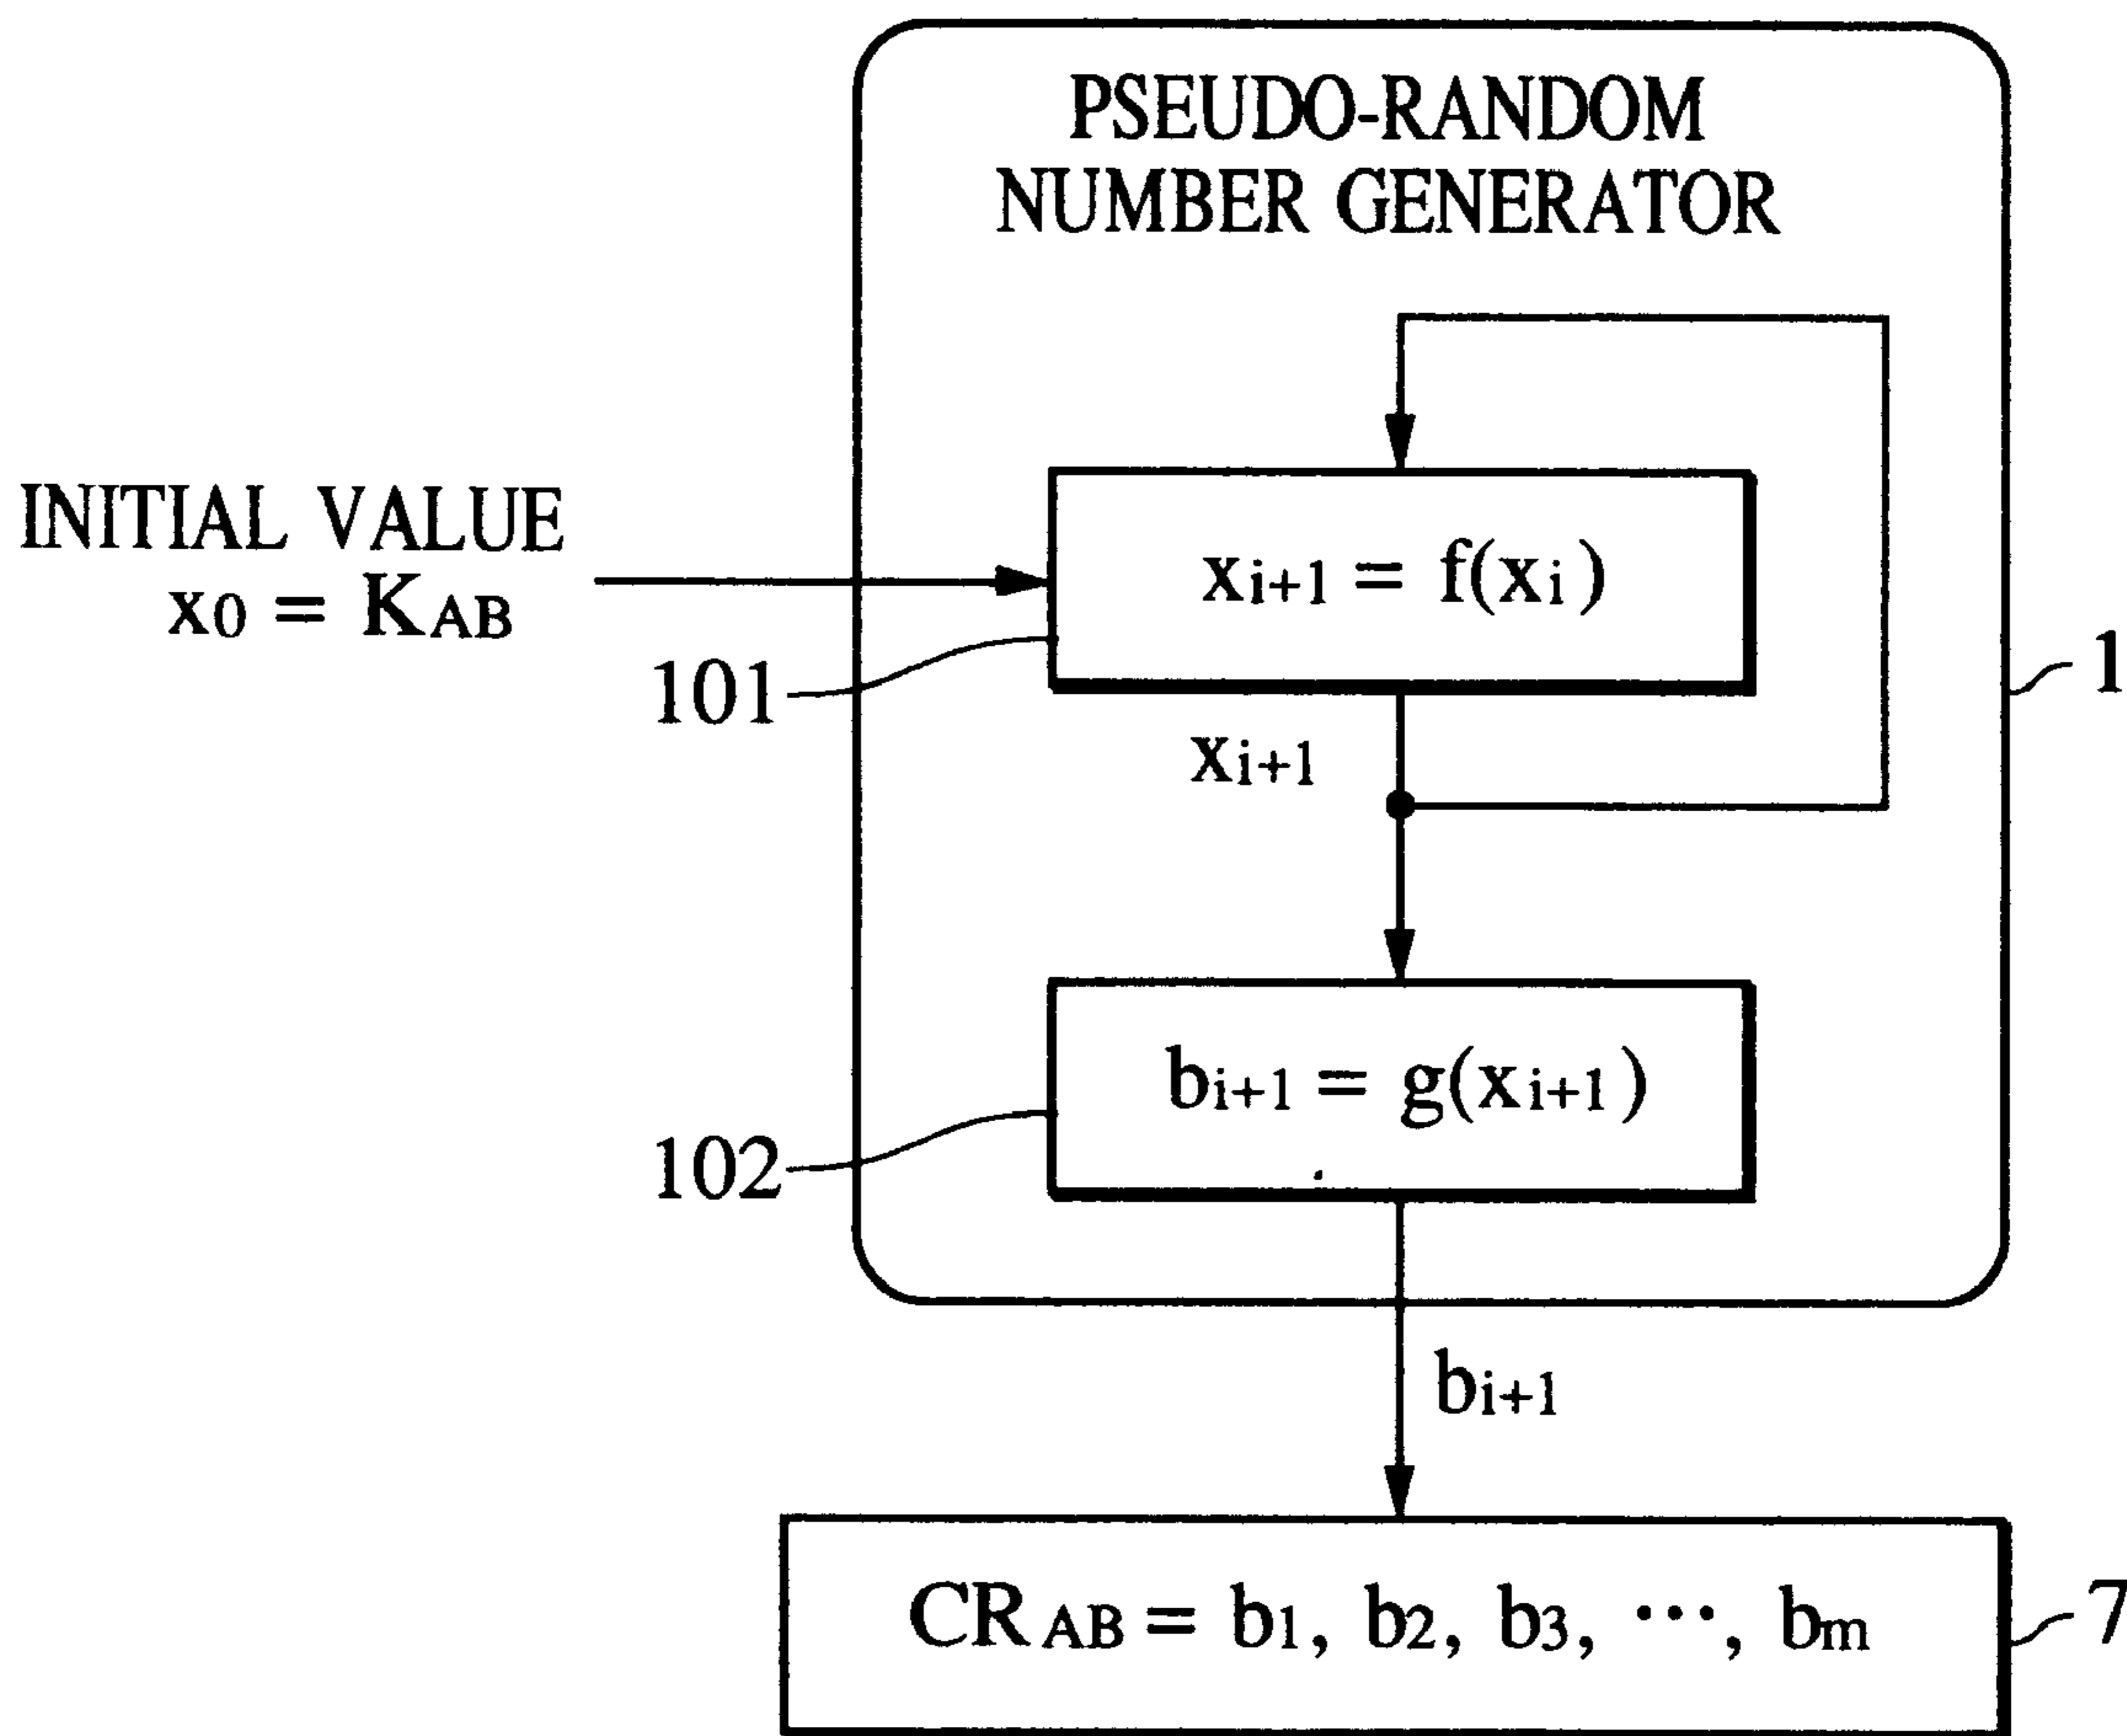 PSEUDO-RANDOM
NUMBER GENERATOR
INITIAL VALUE
x0 = KAB
xi+1 = f(xi)
101
1
xi+1
bi+1 = g(xi+1)
102
bi+1
CRAB = b1, b2, b3, ···, bm
7